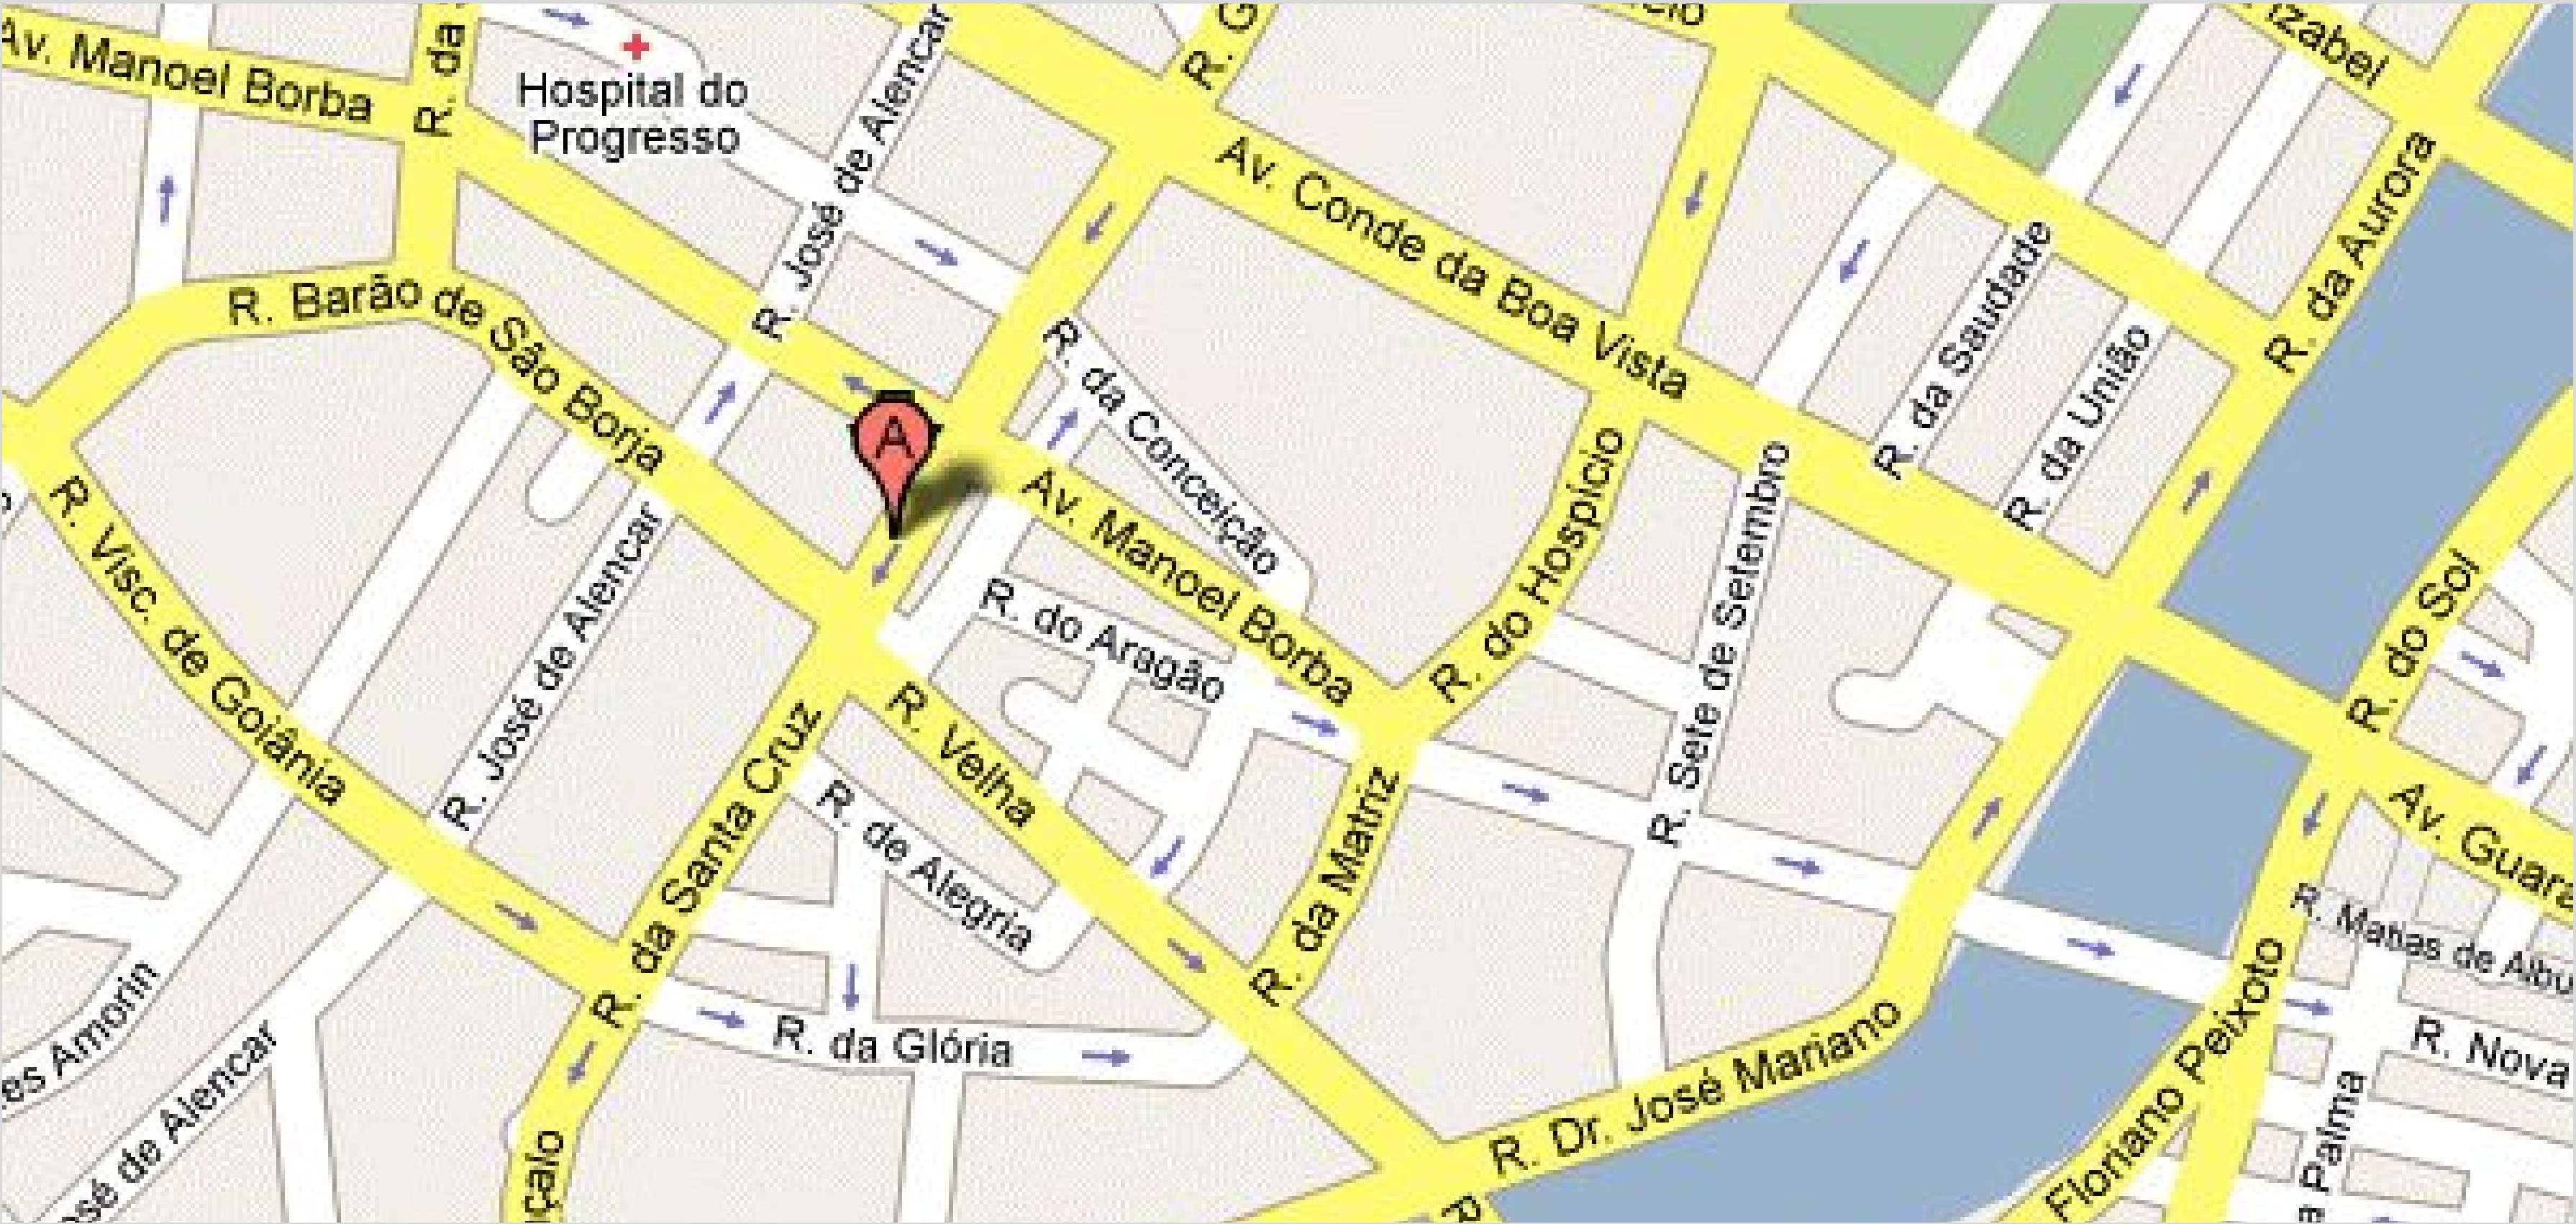 Av. Manoel Borba
R. da
Hospital do
Progresso
R. José de Alencar
R. G
Av. Conde da Boa Vista
R. da Aurora
R. Barão de São Borja
R. da Conceição
R. da Saudade
R. da União
A
Av. Manoel Borba
R. do Hospício
R. Sete de Setembro
R. do Sol
R. Visc. de Goiânia
R. José de Alencar
R. do Aragão
R. Velha
R. da Santa Cruz
R. de Alegria
R. da Matriz
Av. Guara
R. Matias de Albu
R. da Glória
R. Nova
R. Dr. José Mariano
Floriano Peixoto
es Amorin
sé de Alencar
a Palma
çalo
R
izabel
cio